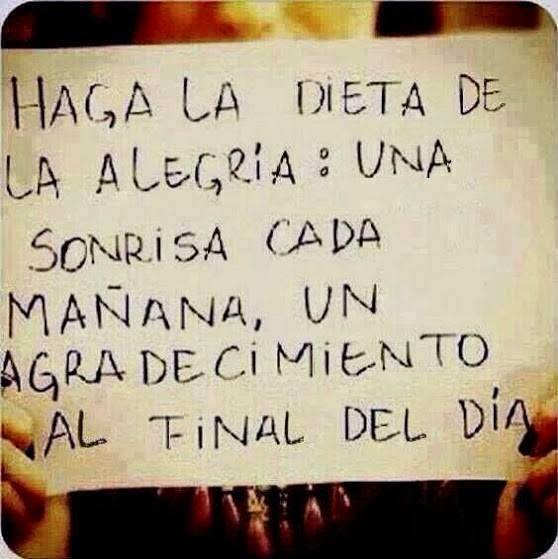 HAGA LA DIETA DE
LA ALEGRÍA: UNA
SONRISA CADA
MAÑANA, UN
AGRADECIMIENTO
AL FINAL DEL DÍA